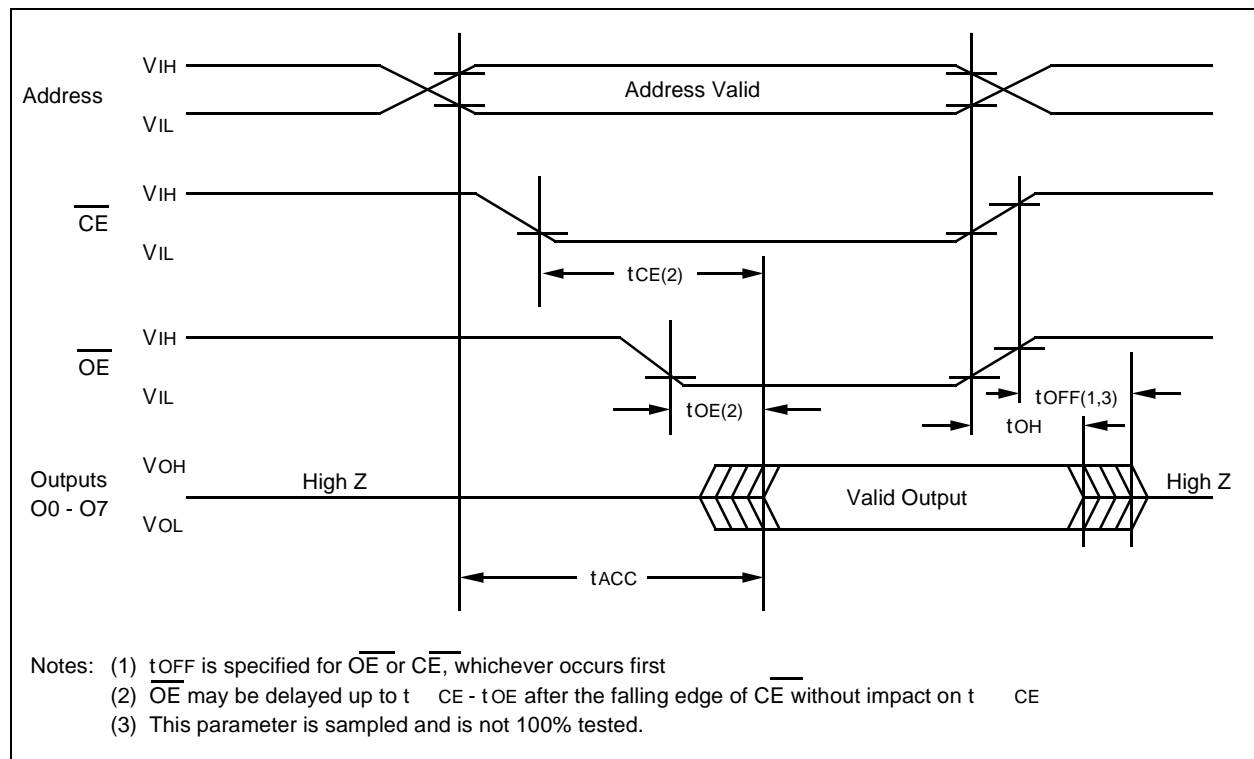 VIH
Address
Address Valid
VIL
VIH
CE
VIL
tCE(2)
VIH
OE
VIL
tOE(2)
tOFF(1,3)
tOH
VOH
Outputs
O0 - O7
High Z
Valid Output
High Z
VOL
tACC
Notes: (1) tOFF is specified for OE or CE, whichever occurs first
(2) OE may be delayed up to t CE - tOE after the falling edge of CE without impact on t CE
(3) This parameter is sampled and is not 100% tested.